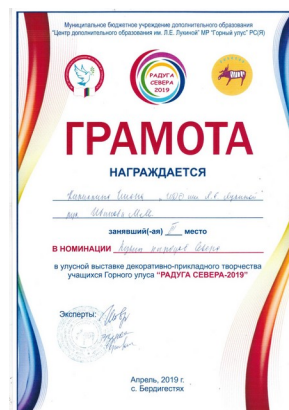 Муниципальное бюджетное учреждение дополнительного образования
"Центр дополнительного образования им. Л.Е. Лукиной" МР "Горный улус" РС(Я)
РАДУГА
СЕВЕРА
2019
ГРАМОТА
НАГРАЖДАЕТСЯ
занявший(-ая) II место
В НОМИНАЦИИ
в улусной выставке декоративно-прикладного творчества
учащихся Горного улуса "РАДУГА СЕВЕРА-2019"
Эксперты:
Апрель, 2019 г.
с. Бердигестях